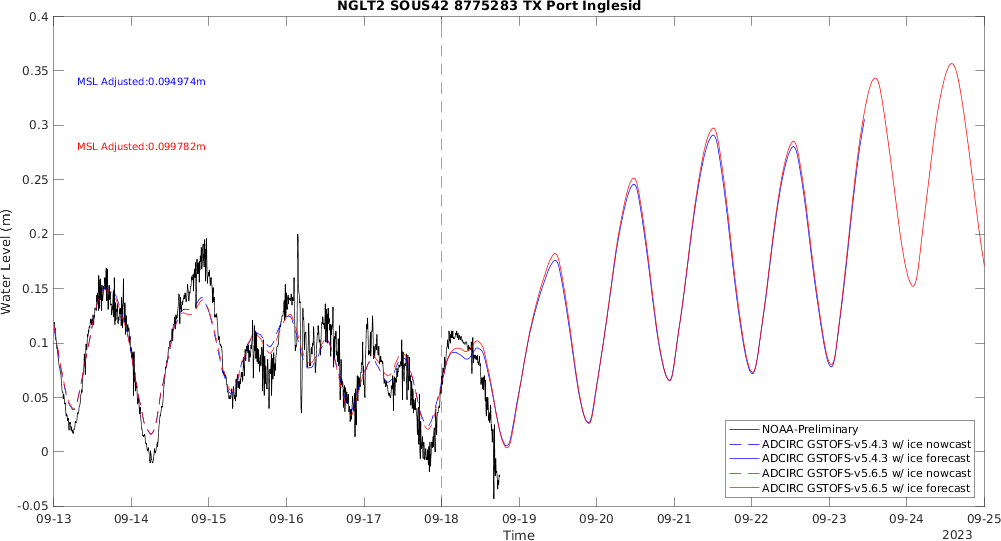 NGLT2 SOUS42 8775283 TX Port Inglesid
0.4
0.35
0.3
0.25
0.2
0.15
0.1
0.05
0
-0.05
Water Level (m)
MSL Adjusted:0.094974m
MSL Adjusted:0.099782m
NOAA-Preliminary
ADCIRC GSTOFS-v5.4.3 w/ ice nowcast
ADCIRC GSTOFS-v5.4.3 w/ ice forecast
ADCIRC GSTOFS-v5.6.5 w/ ice nowcast
ADCIRC GSTOFS-v5.6.5 w/ ice forecast
09-13 09-14 09-15 09-16 09-17 09-18 09-19 09-20 09-21 09-22 09-23 09-24 09-25
Time
2023